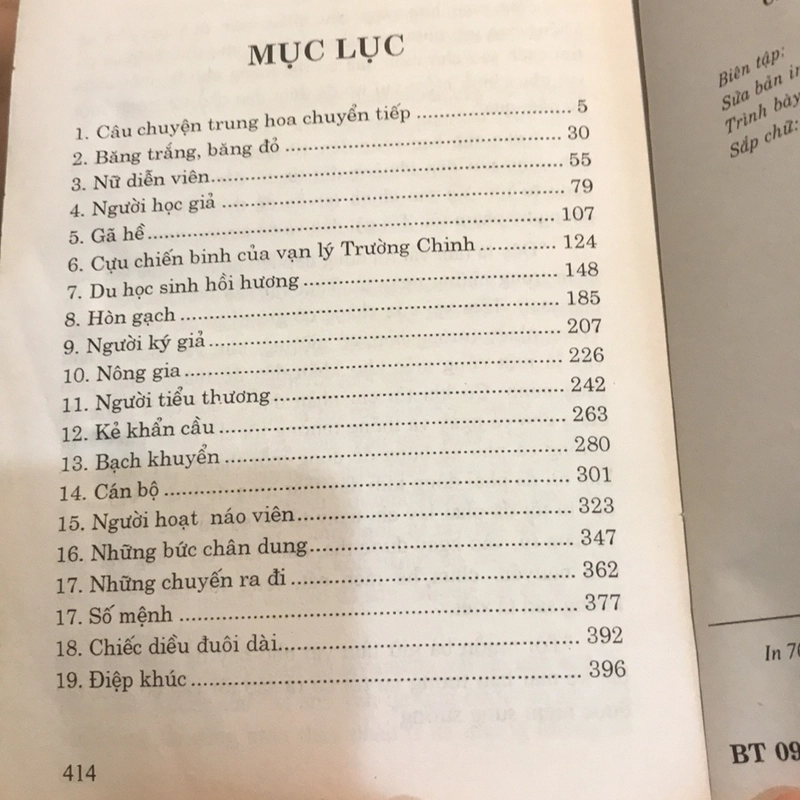 MỤC LỤC
1. Câu chuyện trung hoa chuyển tiếp ........................... 5
2. Băng trắng, băng đỏ ........................... 30
3. Nữ diễn viên ........................... 55
4. Người học giả ........................... 79
5. Gã hề ........................... 107
6. Cựu chiến binh của vạn lý Trường Chinh ............ 124
7. Du học sinh hồi hương ........................... 148
8. Hòn gạch ........................... 185
9. Người ký giả ........................... 207
10. Nông gia ........................... 226
11. Người tiểu thương ........................... 242
12. Kẻ khẩn cầu ........................... 263
13. Bạch khuyển ........................... 280
14. Cán bộ ........................... 301
15. Người hoạt náo viên ........................... 323
16. Những bức chân dung ........................... 347
17. Những chuyến ra đi ........................... 362
17. Số mệnh ........................... 377
18. Chiếc diều đuôi dài ........................... 392
19. Điệp khúc ........................... 396
414
Biên tập:
Sửa bản in
Trình bày
Sắp chữ:
In
BT